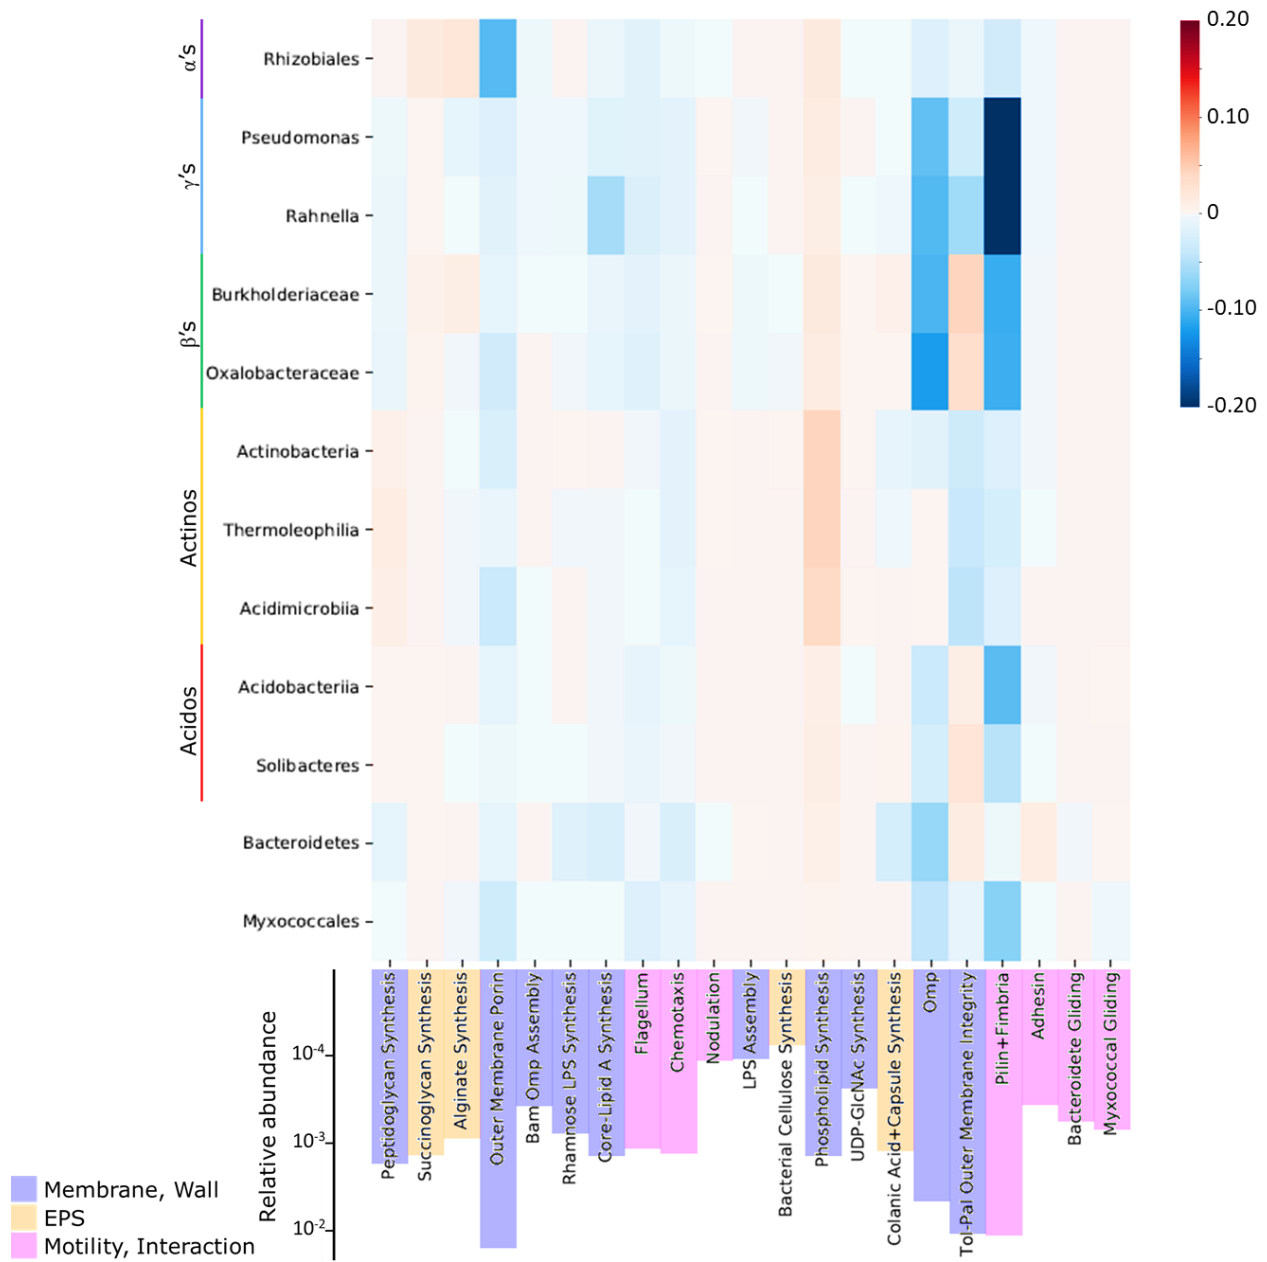 α's
γ's
β's
Actinos
Acidos
Rhizobiales
Pseudomonas
Rahnella
Burkholderiaceae
Oxalobacteraceae
Actinobacteria
Thermoleophilia
Acidimicrobiia
Acidobacteriia
Solibacteres
Bacteroidetes
Myxococcales
0.20
0.10
0
-0.10
-0.20
Peptidoglycan Synthesis
Succinoglycan Synthesis
Alginate Synthesis
Outer Membrane Porin
Bam Omp Assembly
Rhamnose LPS Synthesis
Core-Lipid A Synthesis
Flagellum
Chemotaxis
Nodulation
LPS Assembly
Bacterial Cellulose Synthesis
Phospholipid Synthesis
UDP-GlcNAc Synthesis
Colanic Acid+Capsule Synthesis
Omp
Tol-Pal Outer Membrane Integrity
Pilin+Fimbria
Adhesin
Bacteroidete Gliding
Myxococcal Gliding
Relative abundance
10-4
10-3
10-2
Membrane, Wall
EPS
Motility, Interaction